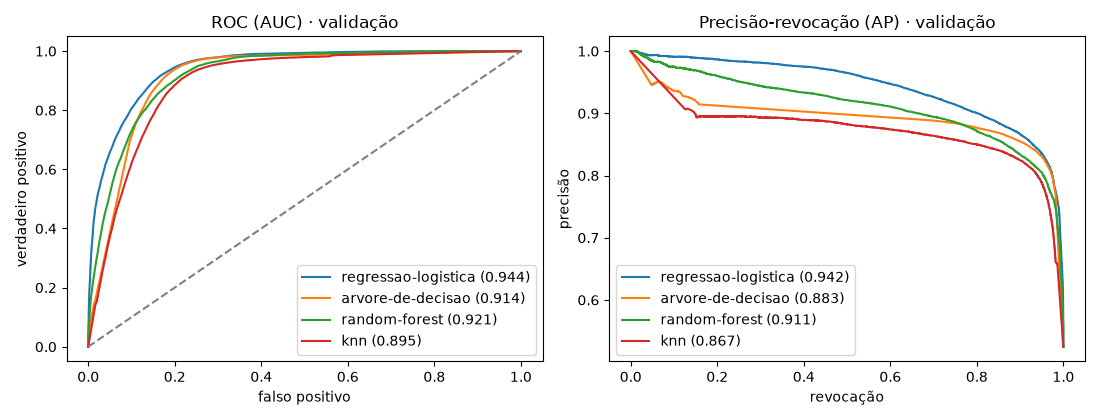 ROC (AUC) · validação
verdadeiro positivo
1.0
0.8
0.6
0.4
0.2
0.0
regressao-logistica (0.944)
arvore-de-decisao (0.914)
random-forest (0.921)
knn (0.895)
0.0 0.2 0.4 0.6 0.8 1.0
falso positivo
Precisão-revocação (AP) · validação
precisão
1.0
0.9
0.8
0.7
0.6
regressao-logistica (0.942)
arvore-de-decisao (0.883)
random-forest (0.911)
knn (0.867)
0.0 0.2 0.4 0.6 0.8 1.0
revocação